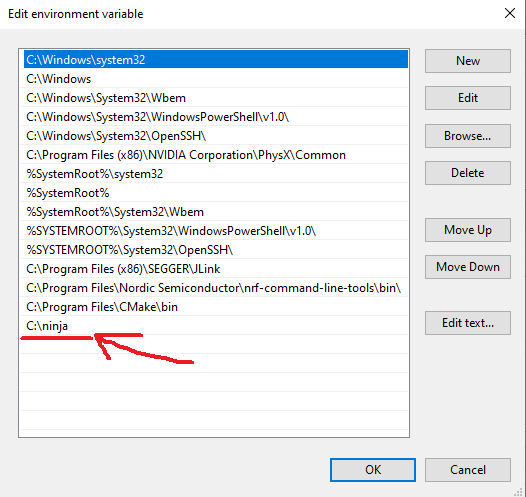 Edit environment variable
C:\Windows\system32
C:\Windows
C:\Windows\System32\Wbem
C:\Windows\System32\WindowsPowerShell\v1.0\
C:\Windows\System32\OpenSSH\
C:\Program Files (x86)\NVIDIA Corporation\PhysX\Common
%SystemRoot%\system32
%SystemRoot%
%SystemRoot%\System32\Wbem
%SYSTEMROOT%\System32\WindowsPowerShell\v1.0\
%SYSTEMROOT%\System32\OpenSSH\
C:\Program Files (x86)\SEGGER\JLink
C:\Program Files\Nordic Semiconductor\nrf-command-line-tools\bin\
C:\Program Files\CMake\bin
C:\ninja
New
Edit
Browse...
Delete
Move Up
Move Down
Edit text...
OK
Cancel